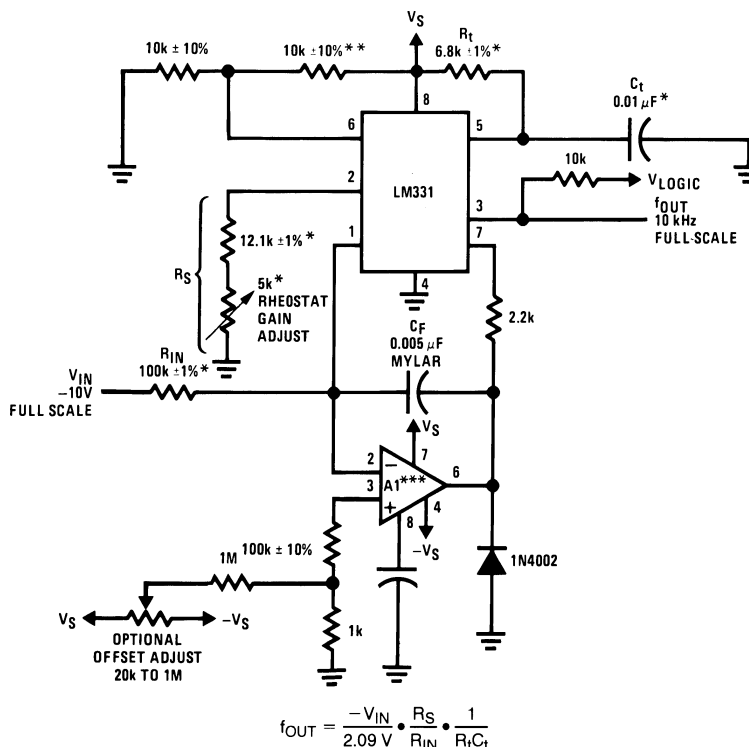 VS
10k ±10%
10k ±10%**
Rt
6.8k ±1%*
Ct
0.01 μF*
8
6
5
2
LM331
3
1
7
4
10k
VLOGIC
fOUT
10 kHz
FULL-SCALE
RS
12.1k ±1%*
5k*
RHEOSTAT
GAIN
ADJUST
2.2k
CF
0.005 μF
MYLAR
RIN
100k ±1%*
VIN
−10V
FULL SCALE
VS
7
2
−
6
3
A1***
+
4
8
−VS
100k ±10%
1M
1N4002
VS
−VS
1k
OPTIONAL
OFFSET ADJUST
20k TO 1M
fOUT = −VIN / 2.09 V • RS / RIN • 1 / RtCt